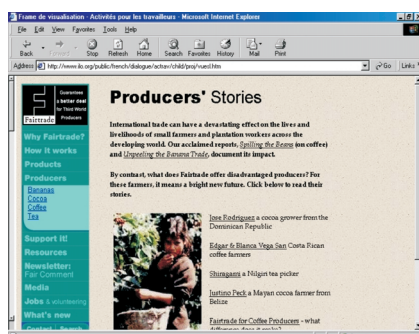 Frame de visualisation - Activités pour les travailleurs - Microsoft Internet Explorer
File Edit View Favorites Tools Help
Back Forward Stop Refresh Home Search Favorites History Mail Print
Address http://www.ilo.org/public/french/dialogue/actrav/child/proj/vuesl.htm Go Links
Guarantees
a better deal
for Third World
Producers
Fairtrade
Why Fairtrade?
How it works
Products
Producers
Bananas
Cocoa
Coffee
Tea
Support it!
Resources
Newsletter:
Fair Comment
Media
Jobs & volunteering
What's new
Contact Search
Producers' Stories
International trade can have a devastating effect on the lives and
livelihoods of small farmers and plantation workers across the
developing world. Our acclaimed reports, Spilling the Beans (on coffee)
and Unpeeling the Banana Trade, document its impact.
By contrast, what does Fairtrade offer disadvantaged producers? For
these farmers, it means a bright new future. Click below to read their
stories.
Jose Rodriguez a cocoa grower from the
Dominican Republic
Edgar & Blanca Vega San Costa Rican
coffee farmers
Shivagami a Nilgiri tea picker
Justino Peck a Mayan cocoa farmer from
Belize
Fairtrade for Coffee Producers - what
difference does it make?